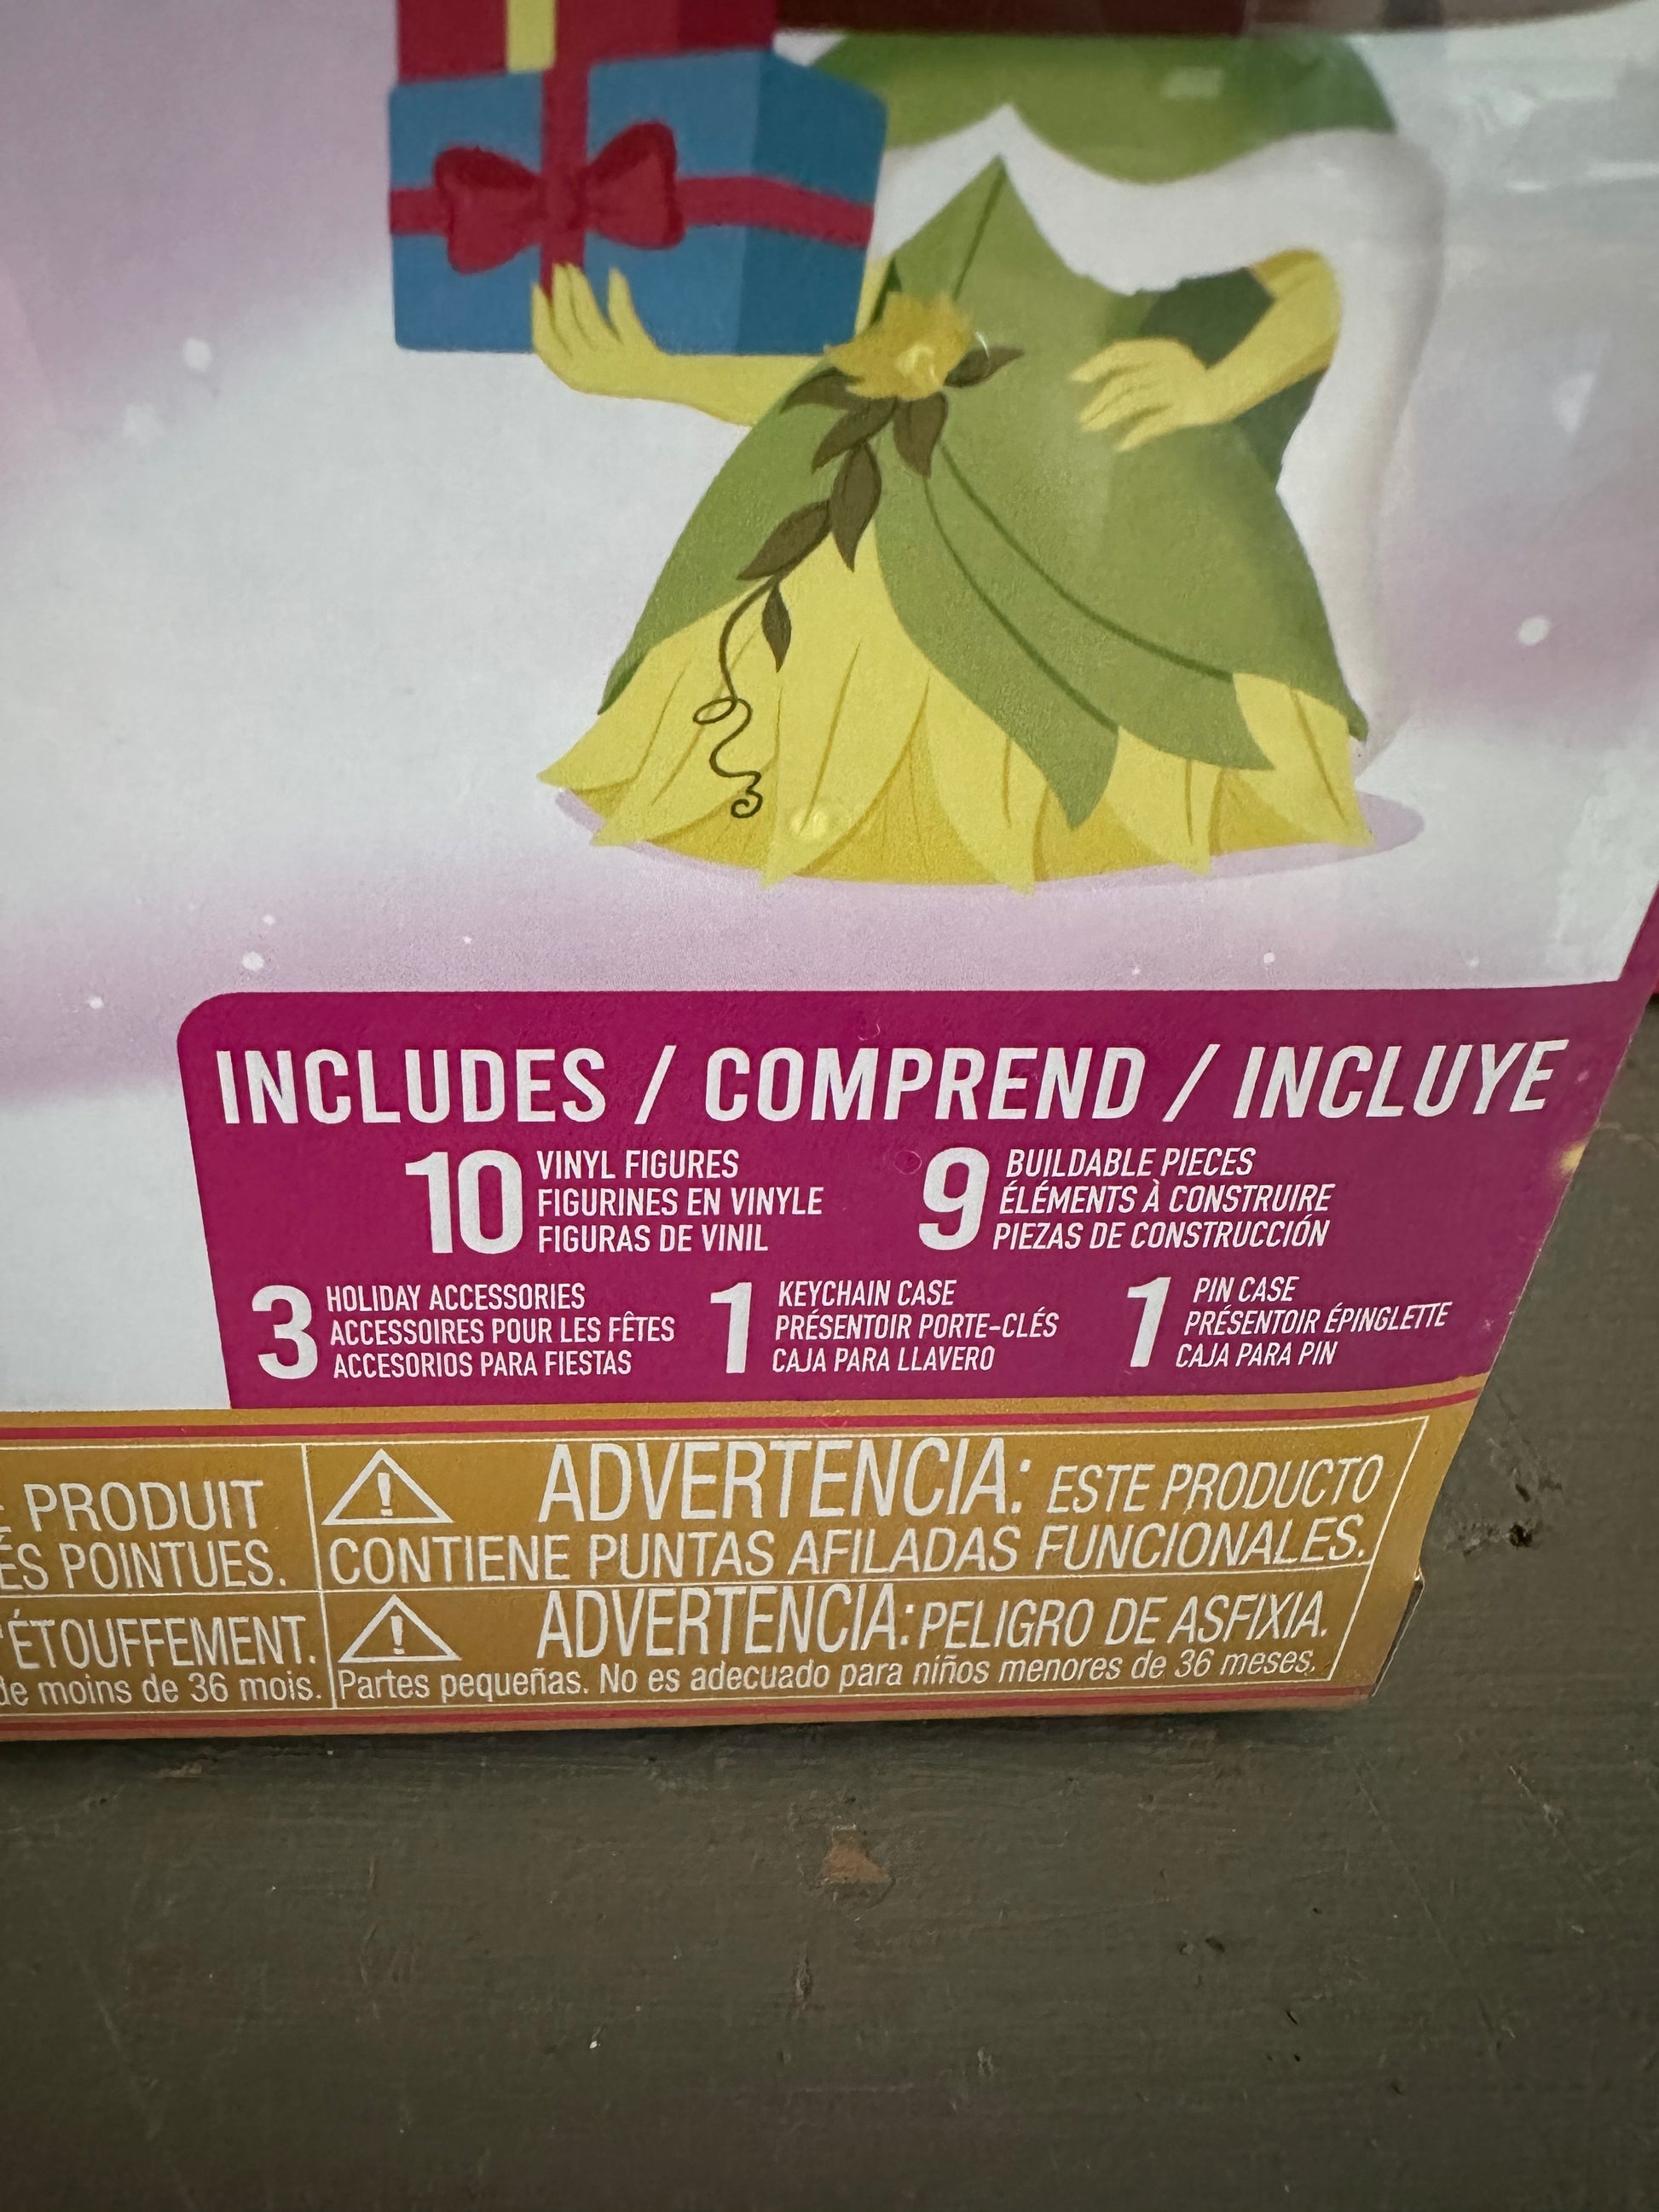 INCLUDES / COMPREND / INCLUYE
10 VINYL FIGURES
FIGURINES EN VINYLE
FIGURAS DE VINIL
9 BUILDABLE PIECES
ÉLÉMENTS À CONSTRUIRE
PIEZAS DE CONSTRUCCIÓN
3 HOLIDAY ACCESSORIES
ACCESSOIRES POUR LES FÊTES
ACCESORIOS PARA FIESTAS
1 KEYCHAIN CASE
PRÉSENTOIR PORTE-CLÉS
CAJA PARA LLAVERO
1 PIN CASE
PRÉSENTOIR ÉPINGLETTE
CAJA PARA PIN
PRODUIT
ÉS POINTUES.
'ÉTOUFFEMENT.
de moins de 36 mois.
ADVERTENCIA: ESTE PRODUCTO
CONTIENE PUNTAS AFILADAS FUNCIONALES.
ADVERTENCIA: PELIGRO DE ASFIXIA.
Partes pequeñas. No es adecuado para niños menores de 36 meses.